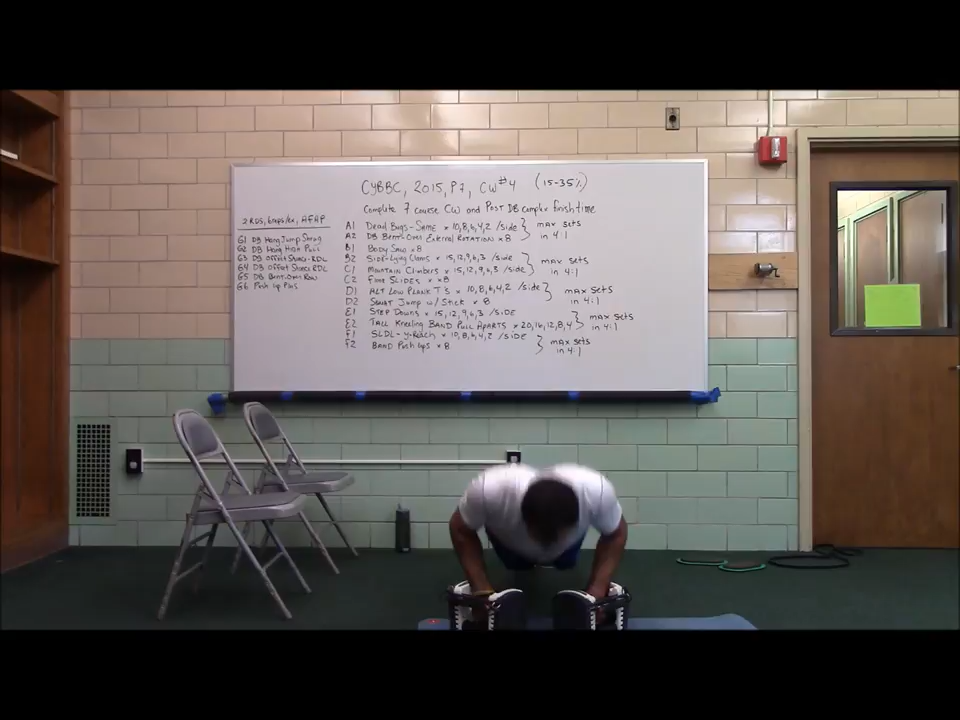 CYBBC, 2015, P7, CW#4 (15-35%)
Complete 7 course CW and Post DB complex finish time
2 RDS, 6reps/ex, AFAP
G1 DB Hang Jump Shrug
G2 DB Hang High Pull
G3 DB Offset Stance RDL
G4 DB Offset Stance RDL
G5 DB Bent-Over Row
G6 Push Up Plus
A1 Dead Bugs - Same x 10,8,6,4,2 /side } max sets
A2 DB Bent-Over External Rotation x 8 in 4:1
B1 Body Saw x 8
B2 Side-Lying Clams x 15,12,9,6,3 /side } max sets
C1 Mountain Climbers x 15,12,9,6,3 /side in 4:1
C2 Floor Slides x 8
D1 Alt Low Plank T's x 10,8,6,4,2 /side } max sets
D2 Squat Jump w/ Stick x 8 in 4:1
E1 Step Downs x 15,12,9,6,3 /side } max sets
E2 Tall Kneeling Band Pull Aparts x 20,16,12,8,4 in 4:1
F1 SLDL-Y-Reach x 10,8,6,4,2 /side } max sets
F2 Band Push Ups x 8 in 4:1